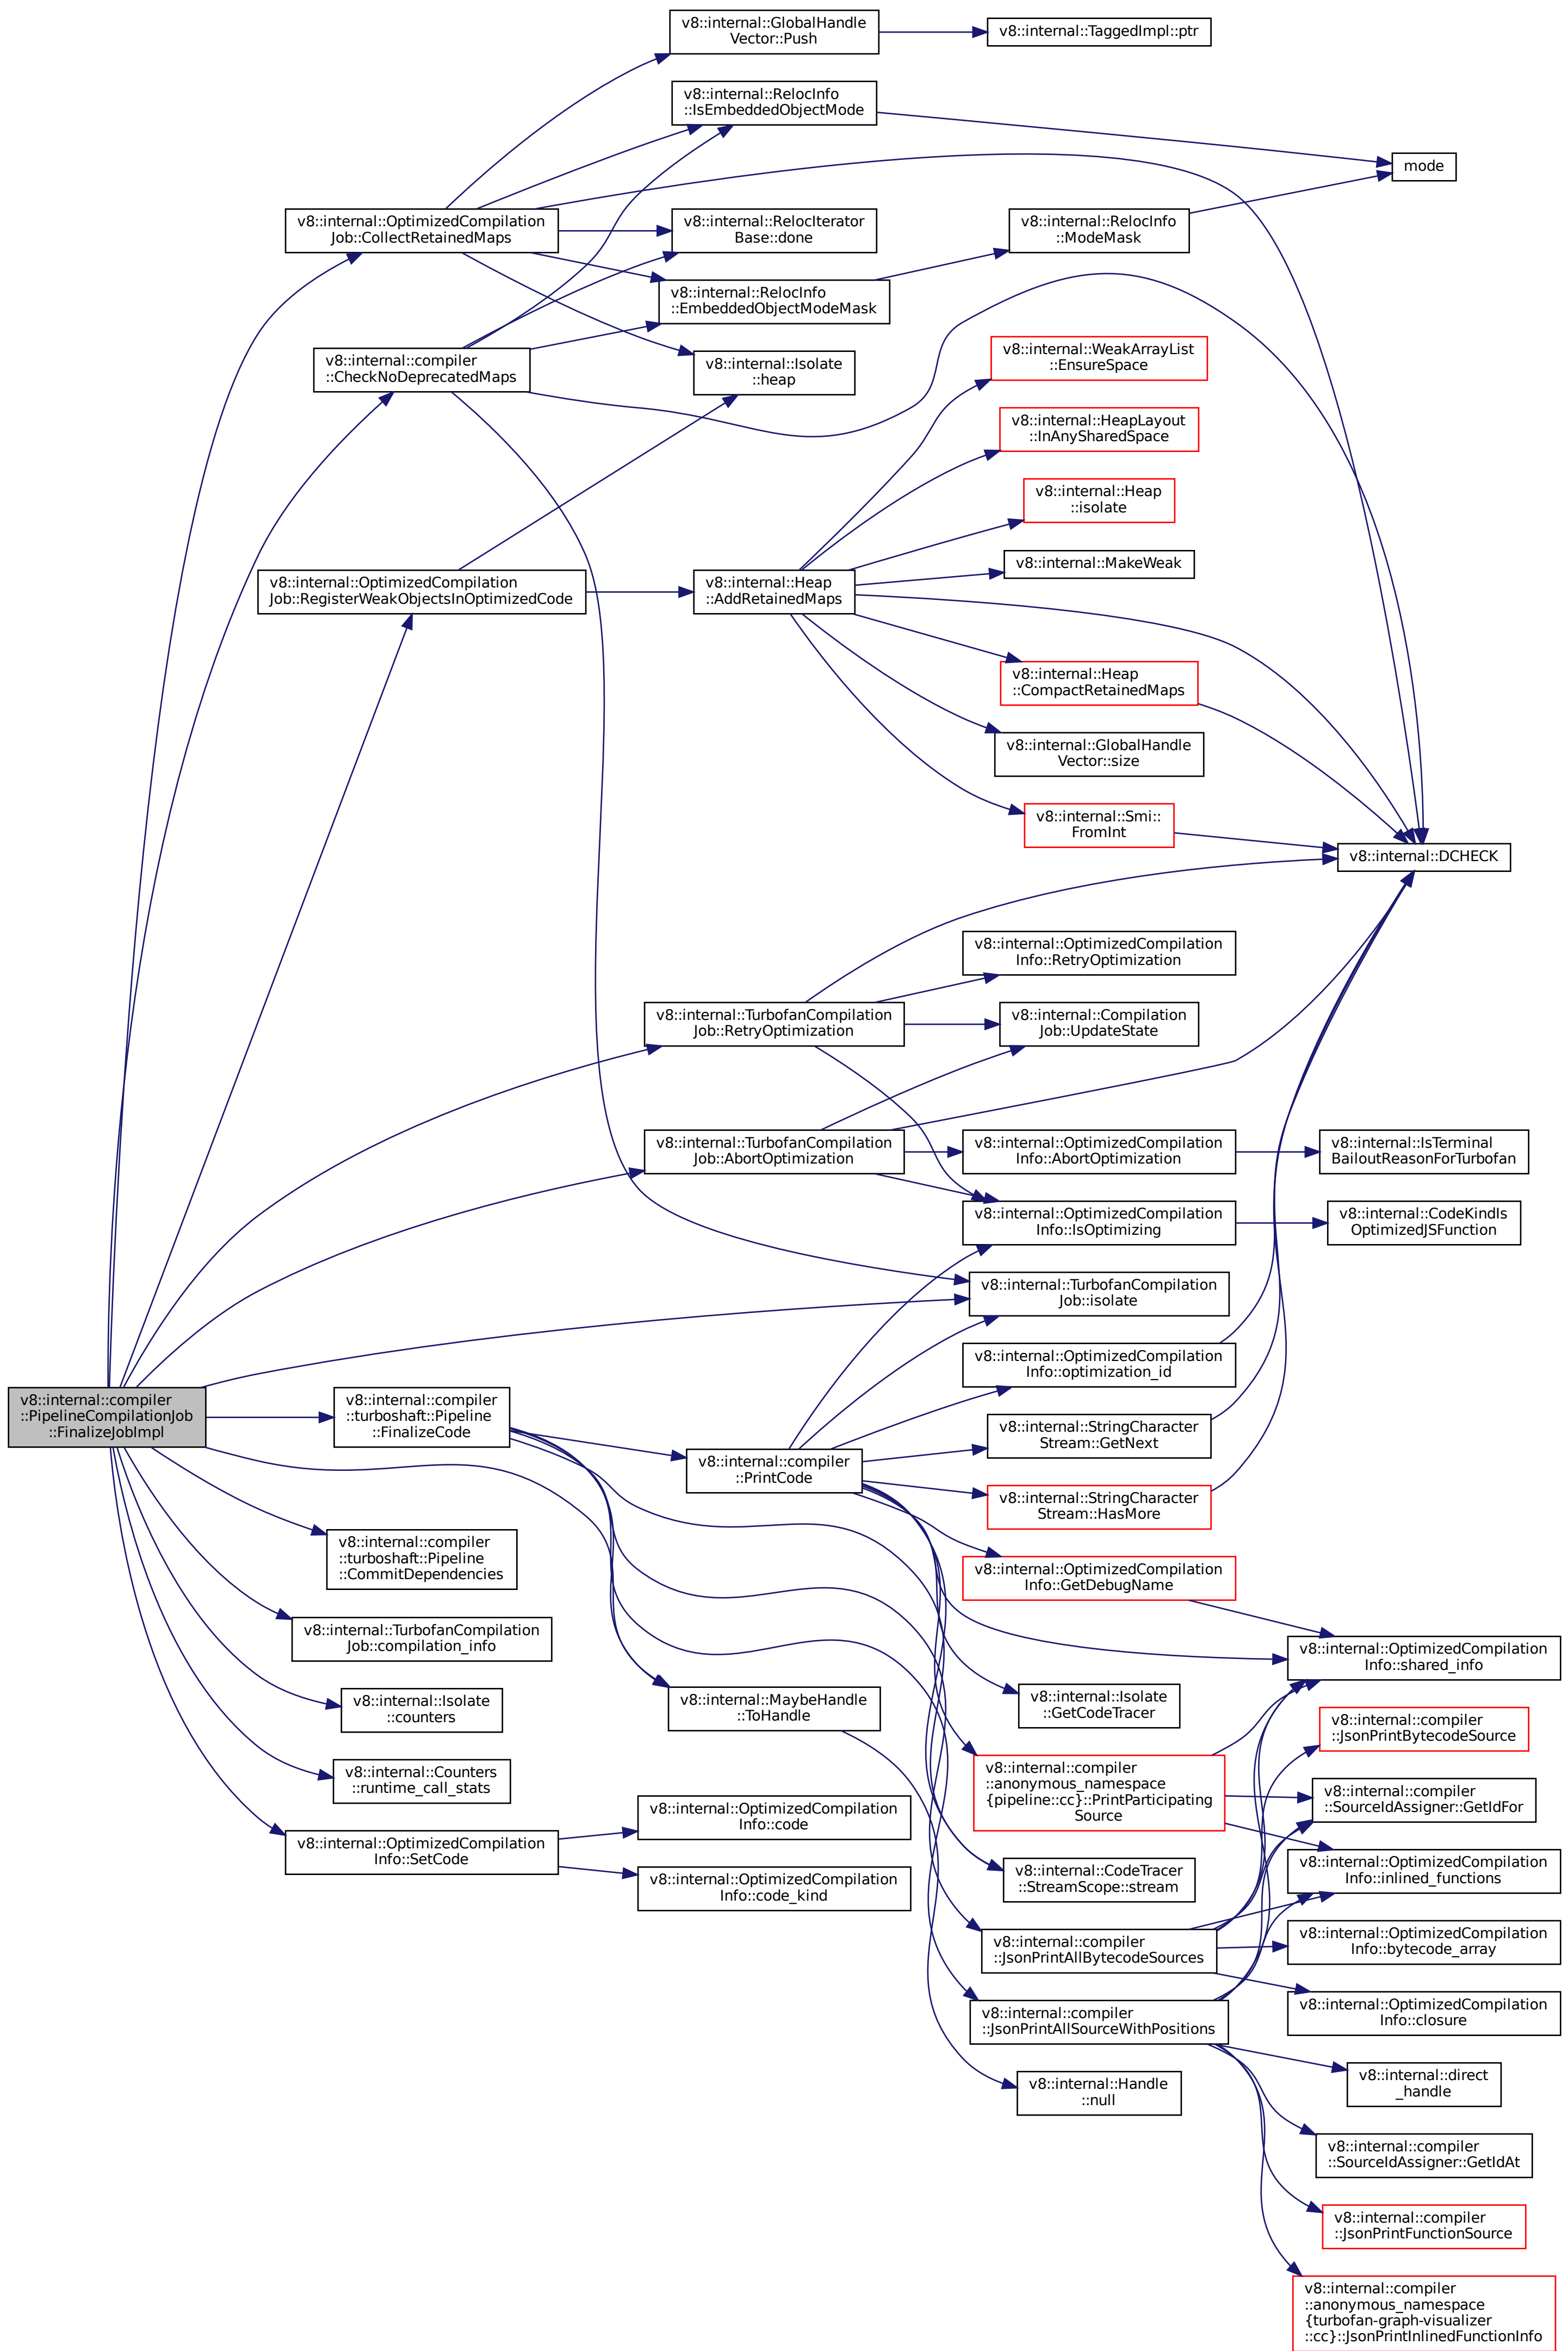 v8::internal::GlobalHandle
Vector::Push
v8::internal::TaggedImpl::ptr
v8::internal::RelocInfo
::IsEmbeddedObjectMode
mode
v8::internal::OptimizedCompilation
Job::CollectRetainedMaps
v8::internal::RelocIterator
Base::done
v8::internal::RelocInfo
::ModeMask
v8::internal::RelocInfo
::EmbeddedObjectModeMask
v8::internal::compiler
::CheckNoDeprecatedMaps
v8::internal::Isolate
::heap
v8::internal::WeakArrayList
::EnsureSpace
v8::internal::HeapLayout
::InAnySharedSpace
v8::internal::Heap
::isolate
v8::internal::MakeWeak
v8::internal::OptimizedCompilation
Job::RegisterWeakObjectsInOptimizedCode
v8::internal::Heap
::AddRetainedMaps
v8::internal::Heap
::CompactRetainedMaps
v8::internal::GlobalHandle
Vector::size
v8::internal::Smi::
FromInt
v8::internal::DCHECK
v8::internal::OptimizedCompilation
Info::RetryOptimization
v8::internal::TurbofanCompilation
Job::RetryOptimization
v8::internal::Compilation
Job::UpdateState
v8::internal::TurbofanCompilation
Job::AbortOptimization
v8::internal::OptimizedCompilation
Info::AbortOptimization
v8::internal::IsTerminal
BailoutReasonForTurbofan
v8::internal::OptimizedCompilation
Info::IsOptimizing
v8::internal::CodeKindIs
OptimizedJSFunction
v8::internal::TurbofanCompilation
Job::isolate
v8::internal::OptimizedCompilation
Info::optimization_id
v8::internal::compiler
::PipelineCompilationJob
::FinalizeJobImpl
v8::internal::compiler
::turboshaft::Pipeline
::FinalizeCode
v8::internal::StringCharacter
Stream::GetNext
v8::internal::compiler
::PrintCode
v8::internal::StringCharacter
Stream::HasMore
v8::internal::compiler
::turboshaft::Pipeline
::CommitDependencies
v8::internal::OptimizedCompilation
Info::GetDebugName
v8::internal::TurbofanCompilation
Job::compilation_info
v8::internal::OptimizedCompilation
Info::shared_info
v8::internal::Isolate
::counters
v8::internal::MaybeHandle
::ToHandle
v8::internal::Isolate
::GetCodeTracer
v8::internal::compiler
::JsonPrintBytecodeSource
v8::internal::Counters
::runtime_call_stats
v8::internal::compiler
::anonymous_namespace
{pipeline::cc}::PrintParticipating
Source
v8::internal::compiler
::SourceIdAssigner::GetIdFor
v8::internal::OptimizedCompilation
Info::SetCode
v8::internal::OptimizedCompilation
Info::code
v8::internal::OptimizedCompilation
Info::code_kind
v8::internal::CodeTracer
::StreamScope::stream
v8::internal::OptimizedCompilation
Info::inlined_functions
v8::internal::compiler
::JsonPrintAllBytecodeSources
v8::internal::OptimizedCompilation
Info::bytecode_array
v8::internal::compiler
::JsonPrintAllSourceWithPositions
v8::internal::OptimizedCompilation
Info::closure
v8::internal::Handle
::null
v8::internal::direct
_handle
v8::internal::compiler
::SourceIdAssigner::GetIdAt
v8::internal::compiler
::JsonPrintFunctionSource
v8::internal::compiler
::anonymous_namespace
{turbofan-graph-visualizer
::cc}::JsonPrintInlinedFunctionInfo